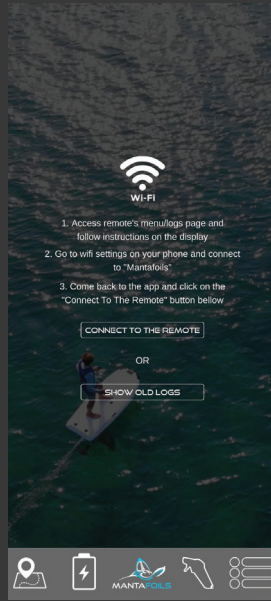 Wi-Fi
1. Access remote's menu/logs page and
follow instructions on the display
2. Go to wifi settings on your phone and connect
to "Mantafoils"
3. Come back to the app and click on the
"Connect To The Remote" button bellow
CONNECT TO THE REMOTE
OR
SHOW OLD LOGS
MANTAFOILS